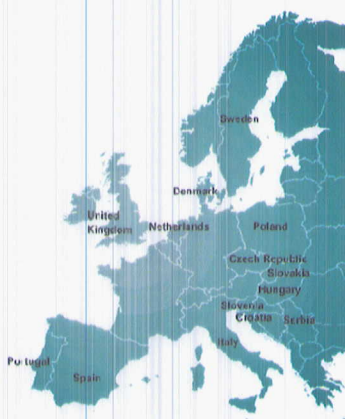 Sweden
Denmark
United
Kingdom
Netherlands
Poland
Czech Republic
Slovakia
Hungary
Slovenia
Croatia
Serbia
Italy
Portugal
Spain